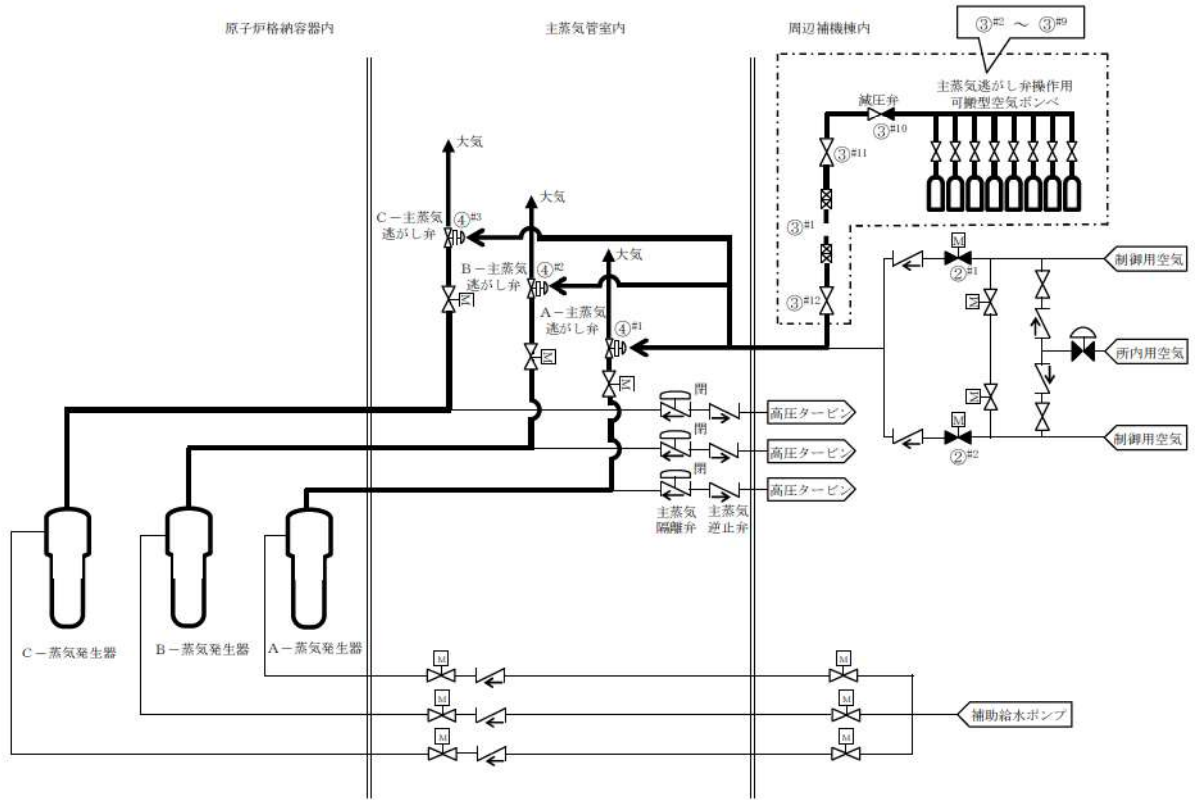 原子炉格納容器内
主蒸気管室内
周辺補機棟内
③#2 ～ ③#9
主蒸気逃がし弁操作用
可搬型空気ボンベ
減圧弁
③#10
③#11
③#1
③#12
大気
大気
大気
C－主蒸気
逃がし弁
④#3
B－主蒸気
逃がし弁
④#2
A－主蒸気
逃がし弁
④#1
M
M
M
M
②#1
制御用空気
M
所内用空気
M
M
②#2
制御用空気
閉
高圧タービン
閉
高圧タービン
閉
高圧タービン
主蒸気
隔離弁
主蒸気
逆止弁
C－蒸気発生器
B－蒸気発生器
A－蒸気発生器
M
M
M
M
M
M
補助給水ポンプ